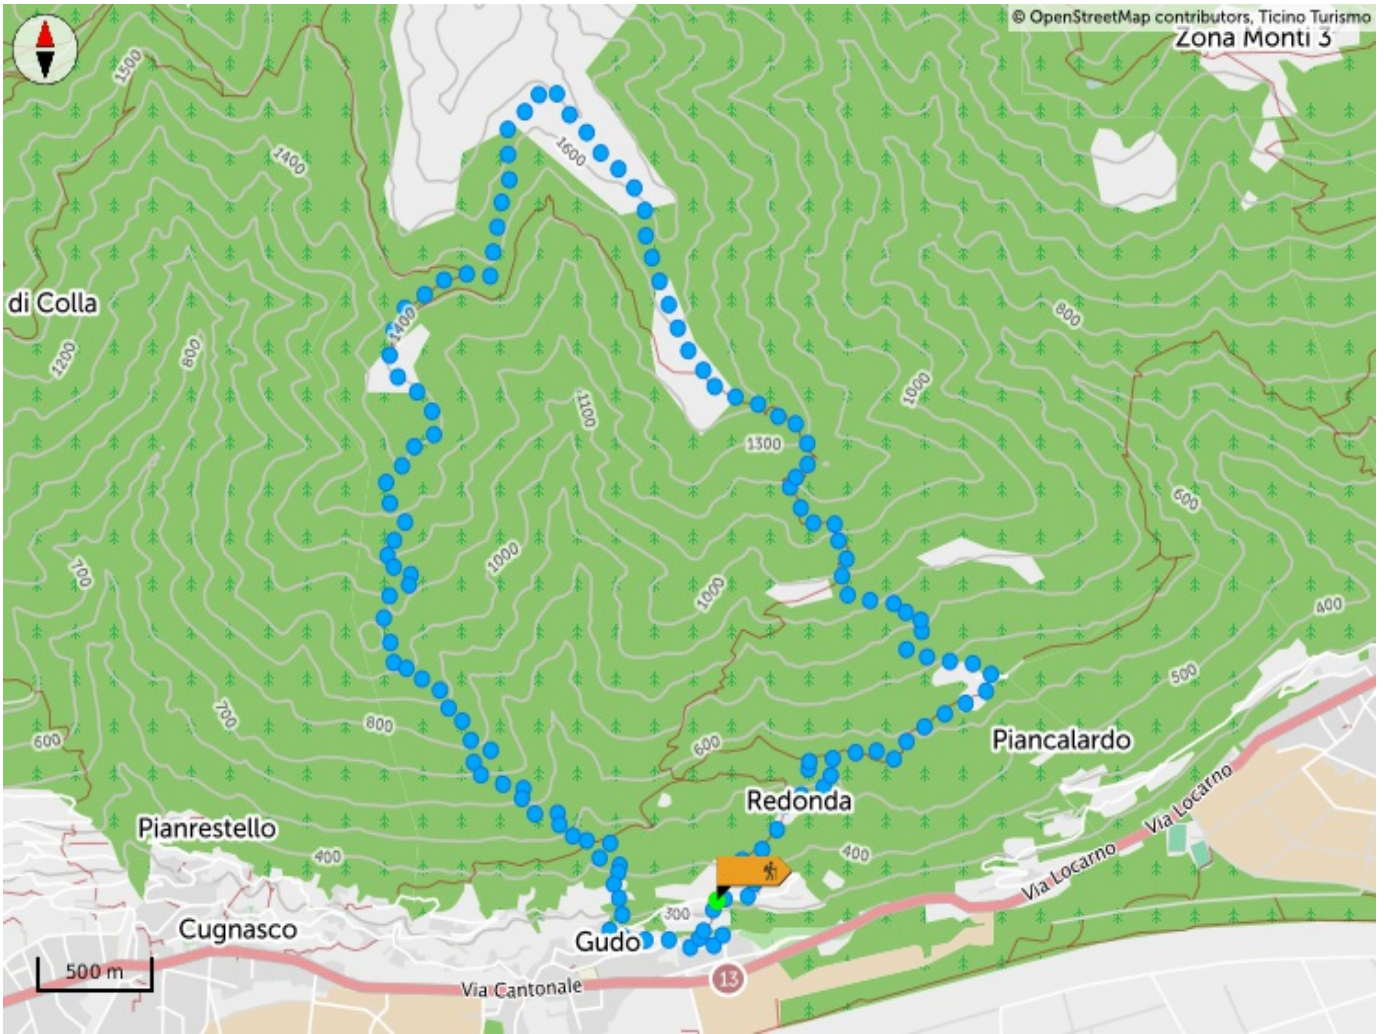 © OpenStreetMap contributors, Ticino Turismo
Zona Monti 3
1500
1400
1600
di Colla
1400
800
1200
800
1000
1100
1300
600
1000
1000
700
400
500
700
800
600
600
Piancalardo
Redonda
Via Locarno
Pianrestello
400
400
Via Locarno
300
Cugnasco
Gudo
500 m
13
Via Cantonale